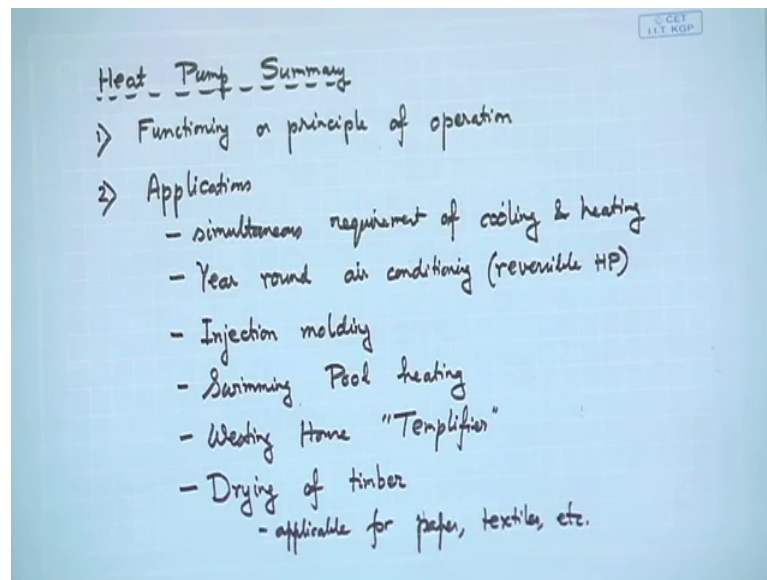 © CET
I.I.T. KGP
Heat Pump Summary
1) Functioning or principle of operation
2) Applications
- simultaneous requirement of cooling & heating
- Year round air conditioning (reversible HP)
- Injection molding
- Swimming Pool heating
- Westing House "Templifier"
- Drying of timber
- applicable for paper, textiles, etc.